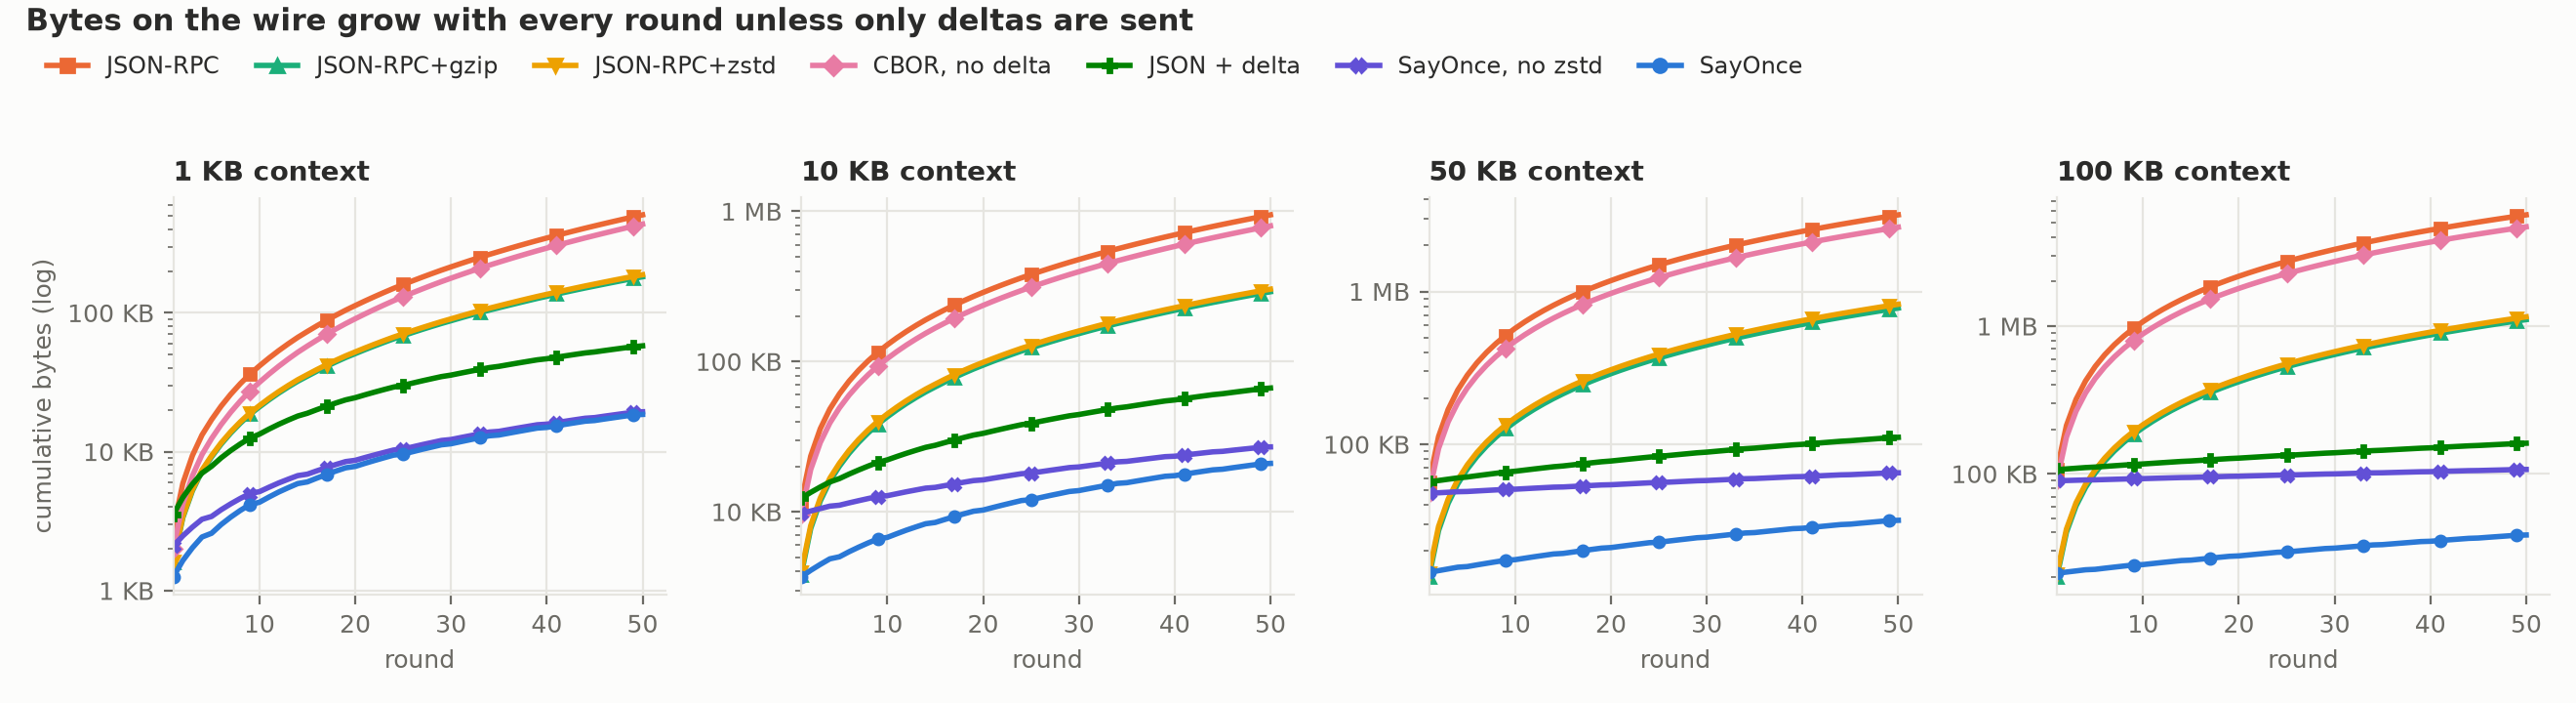 Bytes on the wire grow with every round unless only deltas are sent
JSON-RPC JSON-RPC+gzip JSON-RPC+zstd CBOR, no delta JSON + delta SayOnce, no zstd SayOnce
1 KB context
cumulative bytes (log)
100 KB
10 KB
1 KB
10 20 30 40 50
round
10 KB context
1 MB
100 KB
10 KB
10 20 30 40 50
round
50 KB context
1 MB
100 KB
10 20 30 40 50
round
100 KB context
1 MB
100 KB
10 20 30 40 50
round